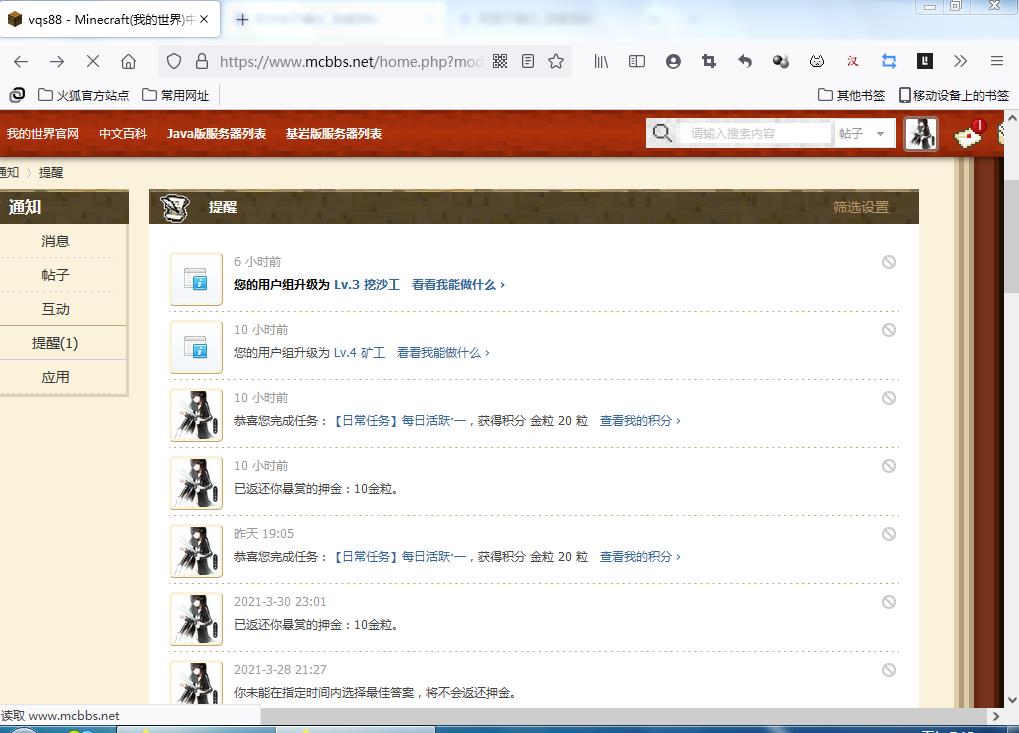 vqs88 - Minecraft(我的世界)中
https://www.mcbbs.net/home.php?mod
火狐官方站点 常用网址 其他书签 移动设备上的书签
我的世界官网 中文百科 Java版服务器列表 基岩版服务器列表 请输入搜索内容 帖子
通知 › 提醒
通知
消息
帖子
互动
提醒(1)
应用
提醒 筛选设置
6 小时前
您的用户组升级为 Lv.3 挖沙工 看看我能做什么 ›
10 小时前
您的用户组升级为 Lv.4 矿工 看看我能做什么 ›
10 小时前
恭喜您完成任务：【日常任务】每日活跃·一，获得积分 金粒 20 粒 查看我的积分 ›
10 小时前
已返还你悬赏的押金：10金粒。
昨天 19:05
恭喜您完成任务：【日常任务】每日活跃·一，获得积分 金粒 20 粒 查看我的积分 ›
2021-3-30 23:01
已返还你悬赏的押金：10金粒。
2021-3-28 21:27
你未能在指定时间内选择最佳答案，将不会返还押金。
读取 www.mcbbs.net